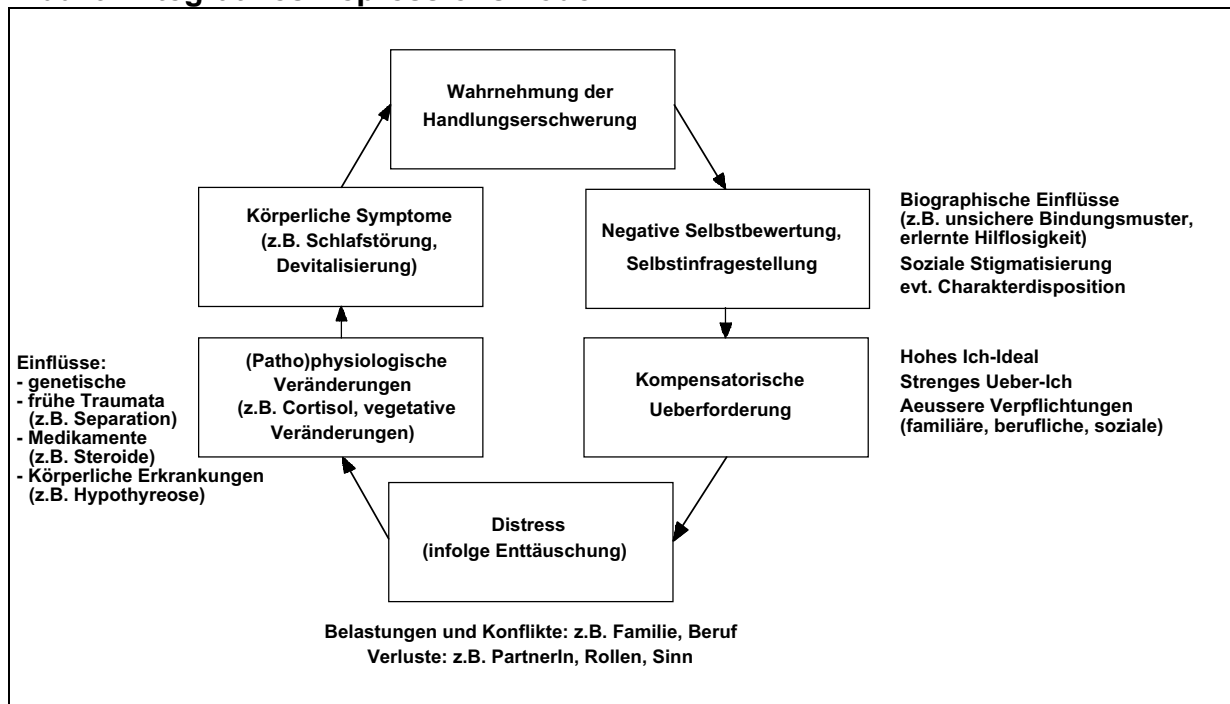 Wahrnehmung der
Handlungserschwerung
Körperliche Symptome
(z.B. Schlafstörung,
Devitalisierung)
Negative Selbstbewertung,
Selbstinfragestellung
Biographische Einflüsse
(z.B. unsichere Bindungsmuster,
erlernte Hilflosigkeit)
Soziale Stigmatisierung
evt. Charakterdisposition
Einflüsse:
- genetische
- frühe Traumata
(z.B. Separation)
- Medikamente
(z.B. Steroide)
- Körperliche Erkrankungen
(z.B. Hypothyreose)
(Patho)physiologische
Veränderungen
(z.B. Cortisol, vegetative
Veränderungen)
Kompensatorische
Ueberforderung
Hohes Ich-Ideal
Strenges Ueber-Ich
Aeussere Verpflichtungen
(familiäre, berufliche, soziale)
Distress
(infolge Enttäuschung)
Belastungen und Konflikte: z.B. Familie, Beruf
Verluste: z.B. PartnerIn, Rollen, Sinn